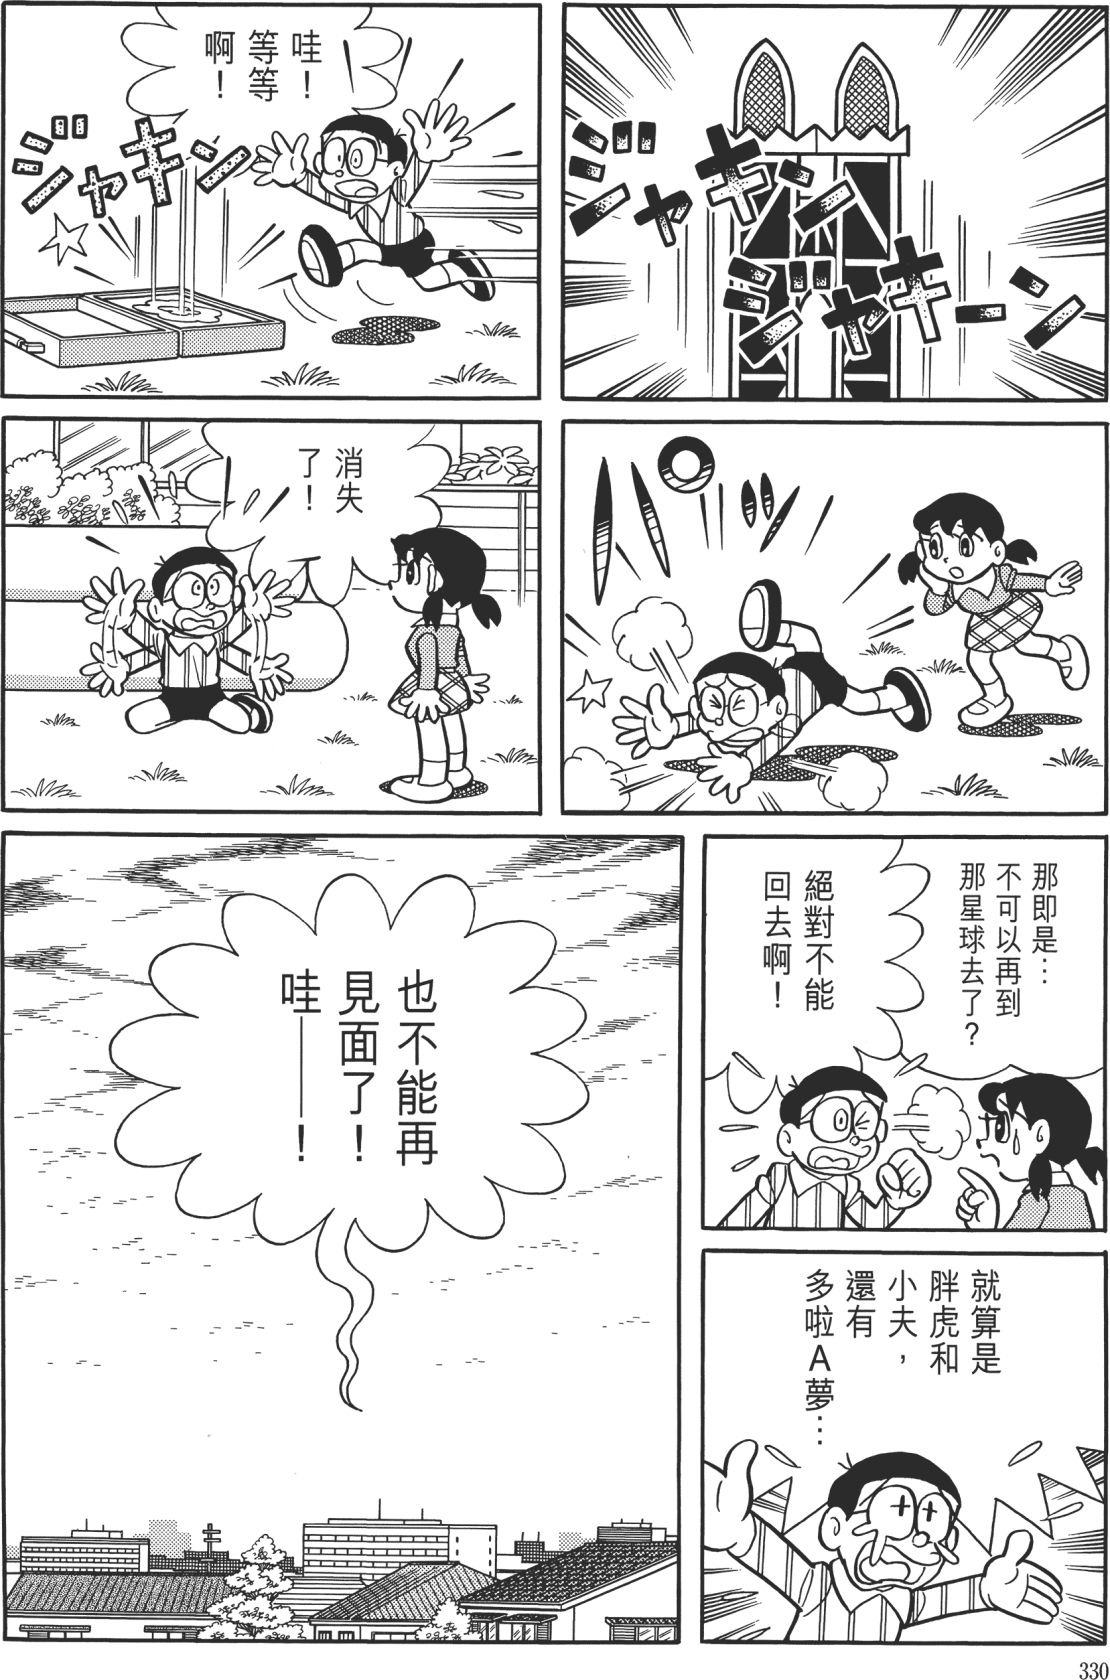 ジャキーン
ジャキーン
哇！
等等
啊！
ジャキン
消失
了！
那即是…
不可以再到
那星球去了？
絕對不能
回去啊！
就算是
胖虎和
小夫，
還有
多啦A夢…
也不能再
見面了！
哇——！
330